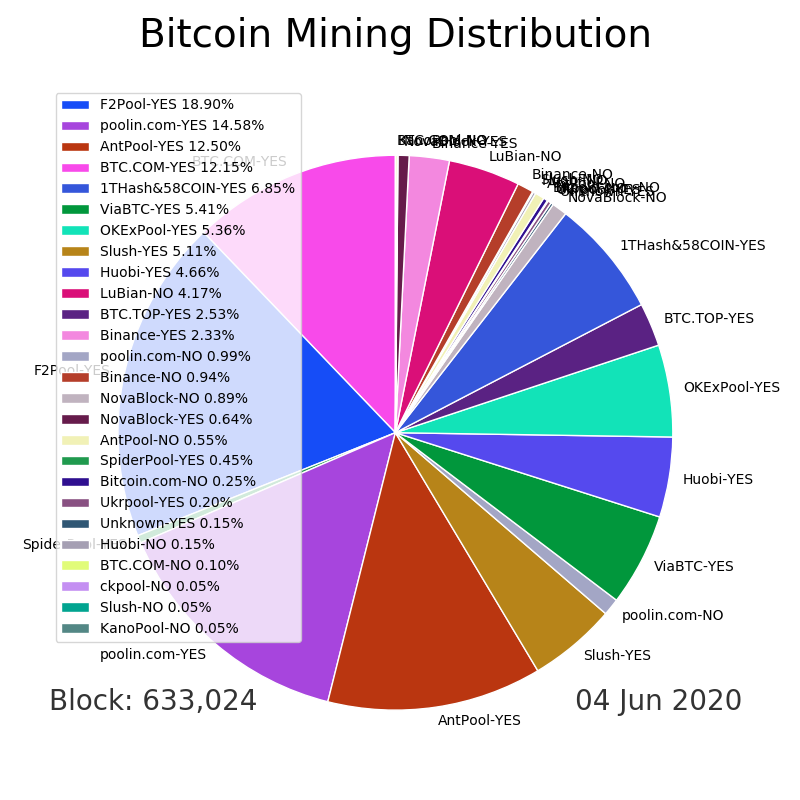 Bitcoin Mining Distribution
F2Pool-YES 18.90%
poolin.com-YES 14.58%
AntPool-YES 12.50%
BTC.COM-YES 12.15%
1THash&58COIN-YES 6.85%
ViaBTC-YES 5.41%
OKExPool-YES 5.36%
Slush-YES 5.11%
Huobi-YES 4.66%
LuBian-NO 4.17%
BTC.TOP-YES 2.53%
Binance-YES 2.33%
poolin.com-NO 0.99%
Binance-NO 0.94%
NovaBlock-NO 0.89%
NovaBlock-YES 0.64%
AntPool-NO 0.55%
SpiderPool-YES 0.45%
Bitcoin.com-NO 0.25%
Ukrpool-YES 0.20%
Unknown-YES 0.15%
Huobi-NO 0.15%
BTC.COM-NO 0.10%
ckpool-NO 0.05%
Slush-NO 0.05%
KanoPool-NO 0.05%
BTC.COM-YES
F2Pool-YES
poolin.com-YES
AntPool-YES
Slush-YES
poolin.com-NO
ViaBTC-YES
Huobi-YES
OKExPool-YES
BTC.TOP-YES
1THash&58COIN-YES
NovaBlock-NO
Binance-NO
LuBian-NO
Binance-YES
Block: 633,024
04 Jun 2020